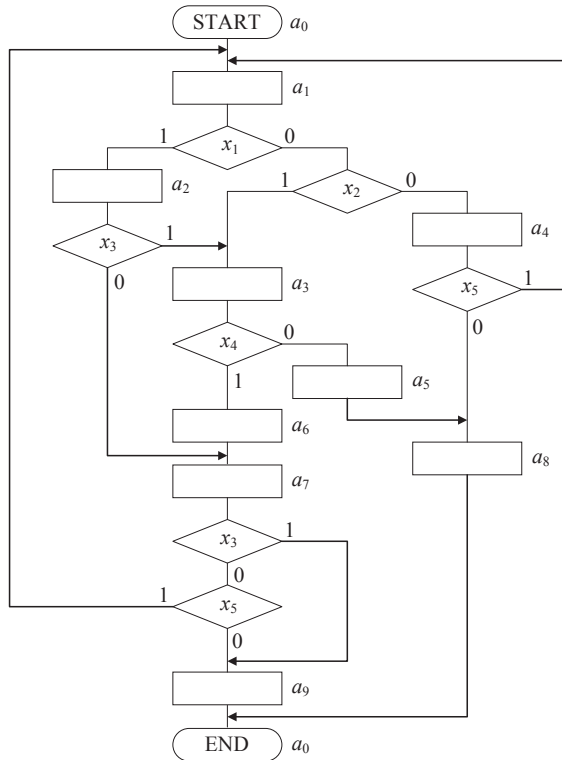 START a0
a1
1 x1 0
a2 1 x2 0
x3 1 a4
0 a3 x5 1
x4 0 0
1 a5
a6 a8
a7
x3 1
0
1 x5
0
a9
END a0